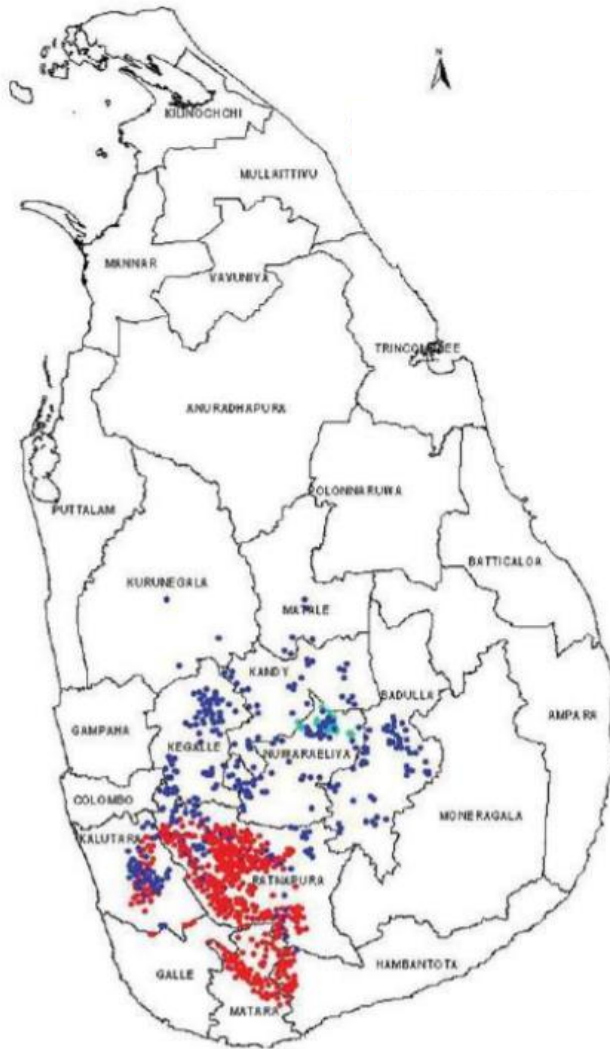 N
KILINOCHCHI
MULLAITTIVU
MANNAR
VAVUNIYA
TRINCOMALEE
ANURADHAPURA
POLONNARUWA
PUTTALAM
BATTICALOA
KURUNEGALA
MATALE
KANDY
BADULLA
AMPARA
GAMPAHA
KEGALLE
NUWARAELIYA
COLOMBO
MONERAGALA
KALUTARA
RATNAPURA
HAMBANTOTA
GALLE
MATARA